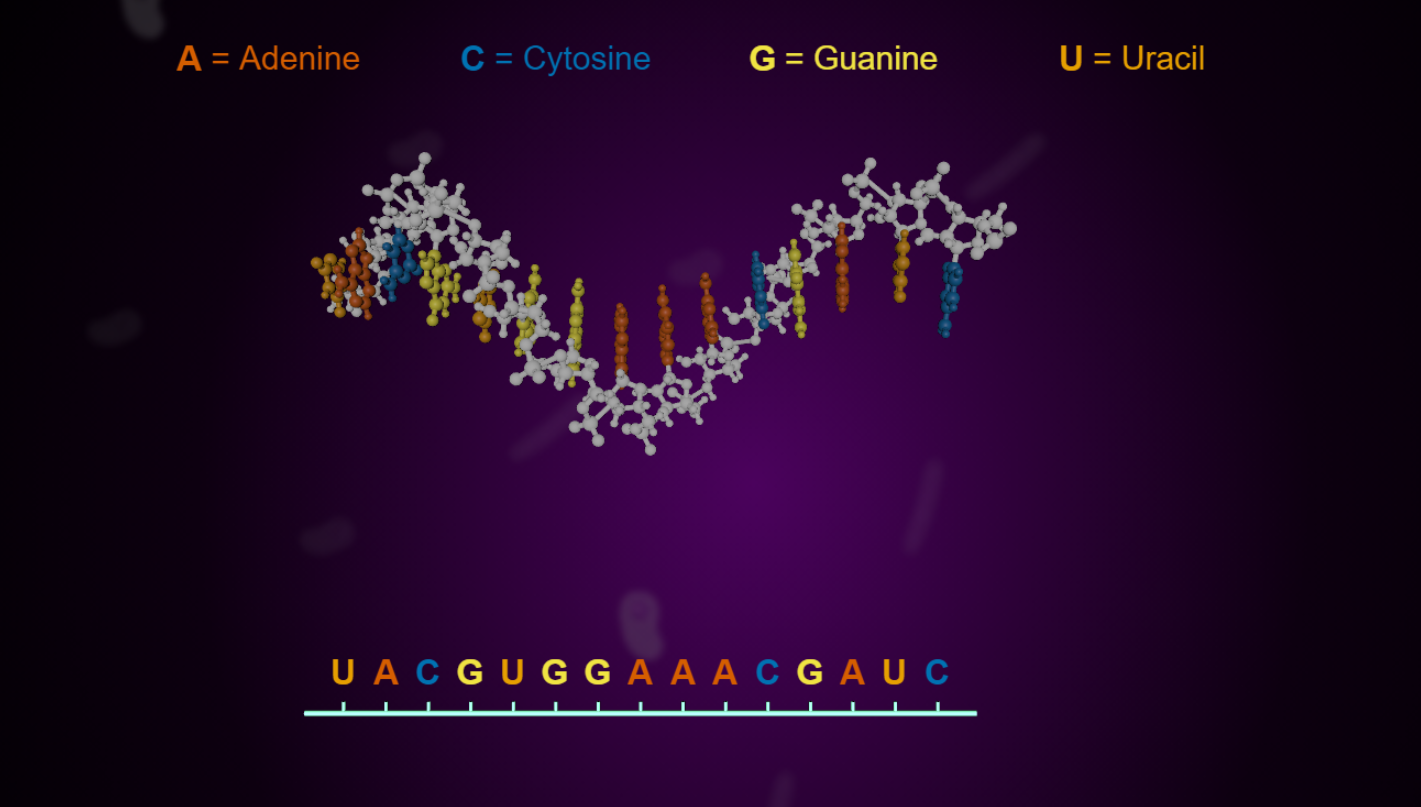 A = Adenine C = Cytosine G = Guanine U = Uracil
U A C G U G G A A A C G A U C